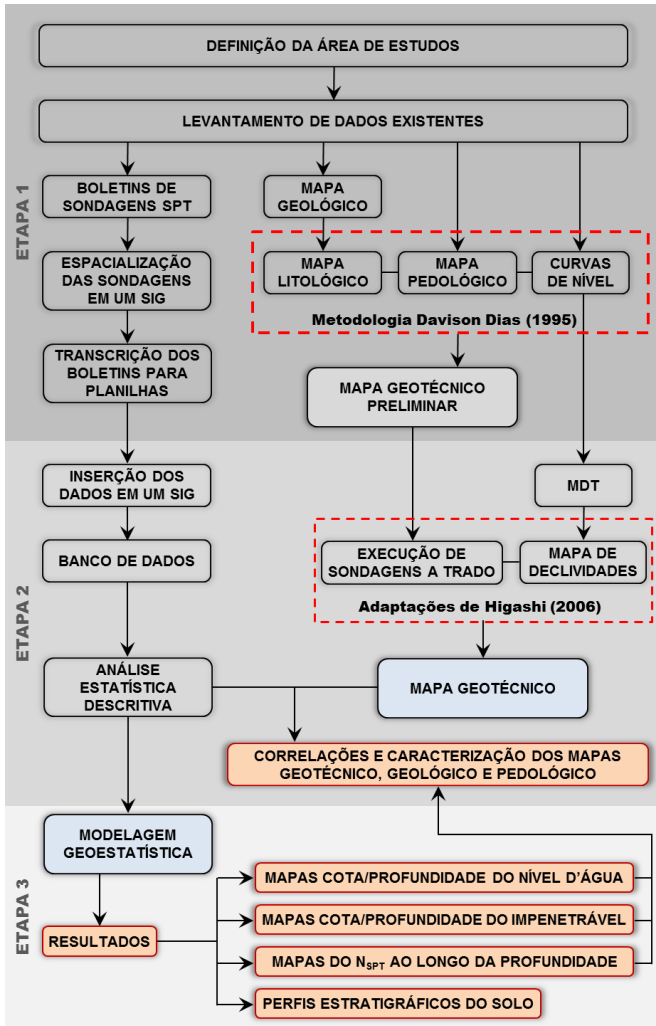 DEFINIÇÃO DA ÁREA DE ESTUDOS
LEVANTAMENTO DE DADOS EXISTENTES
ETAPA 1
BOLETINS DE
SONDAGENS SPT
MAPA
GEOLÓGICO
ESPACIALIZAÇÃO
DAS SONDAGENS
EM UM SIG
MAPA
LITOLÓGICO
MAPA
PEDOLÓGICO
CURVAS
DE NÍVEL
Metodologia Davison Dias (1995)
TRANSCRIÇÃO DOS
BOLETINS PARA
PLANILHAS
MAPA GEOTÉCNICO
PRELIMINAR
ETAPA 2
INSERÇÃO DOS
DADOS EM UM SIG
MDT
BANCO DE DADOS
EXECUÇÃO DE
SONDAGENS A TRADO
MAPA DE
DECLIVIDADES
Adaptações de Higashi (2006)
ANÁLISE
ESTATÍSTICA
DESCRITIVA
MAPA GEOTÉCNICO
CORRELAÇÕES E CARACTERIZAÇÃO DOS MAPAS
GEOTÉCNICO, GEOLÓGICO E PEDOLÓGICO
ETAPA 3
MODELAGEM
GEOESTATÍSTICA
RESULTADOS
MAPAS COTA/PROFUNDIDADE DO NÍVEL D'ÁGUA
MAPAS COTA/PROFUNDIDADE DO IMPENETRÁVEL
MAPAS DO NSPT AO LONGO DA PROFUNDIDADE
PERFIS ESTRATIGRÁFICOS DO SOLO